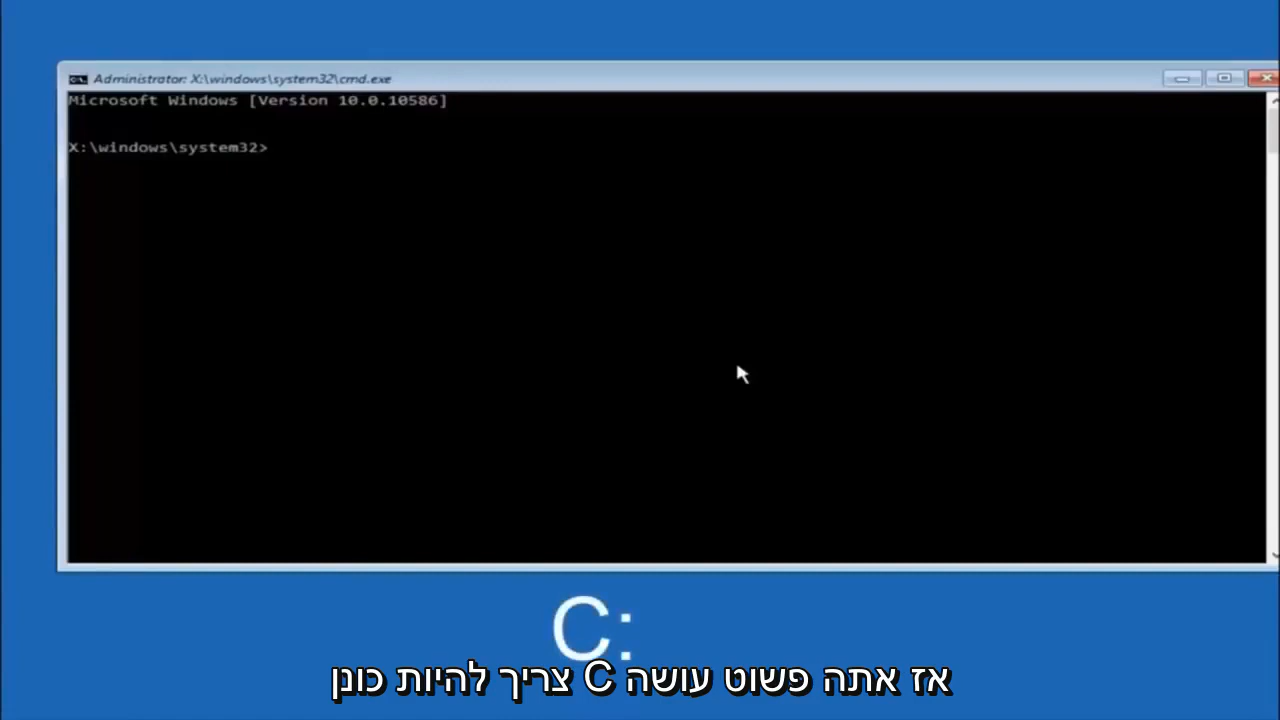 Administrator: X:\windows\system32\cmd.exe
Microsoft Windows [Version 10.0.10586]
X:\windows\system32>
C:
אז אתה פשוט עושה C צריך להיות כונן